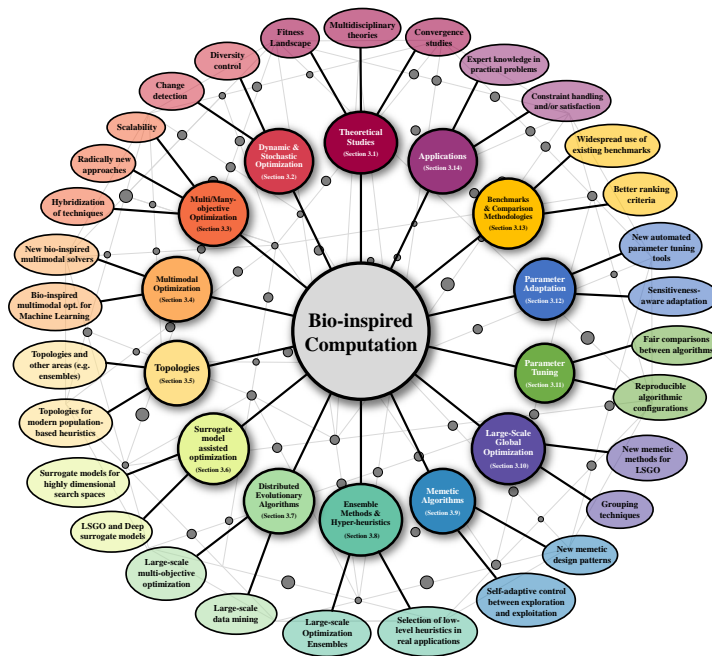 Bio-inspired
Computation
Theoretical
Studies
(Section 3.1)
Fitness
Landscape
Multidisciplinary
theories
Convergence
studies
Dynamic &
Stochastic
Optimization
(Section 3.2)
Diversity
control
Change
detection
Multi/Many-
objective
Optimization
(Section 3.3)
Scalability
Radically new
approaches
Hybridization
of techniques
Multimodal
Optimization
(Section 3.4)
New bio-inspired
multimodal solvers
Bio-inspired
multimodal opt. for
Machine Learning
Topologies
(Section 3.5)
Topologies and
other areas (e.g.
ensembles)
Topologies for
modern population-
based heuristics
Surrogate
model
assisted
optimization
(Section 3.6)
Surrogate models for
highly dimensional
search spaces
LSGO and Deep
surrogate models
Distributed
Evolutionary
Algorithms
(Section 3.7)
Large-scale
multi-objective
optimization
Large-scale
data mining
Ensemble
Methods &
Hyper-heuristics
(Section 3.8)
Large-scale
Optimization
Ensembles
Selection of low-
level heuristics in
real applications
Memetic
Algorithms
(Section 3.9)
Self-adaptive control
between exploration
and exploitation
New memetic
design patterns
Large-Scale
Global
Optimization
(Section 3.10)
Grouping
techniques
New memetic
methods for
LSGO
Parameter
Tuning
(Section 3.11)
Reproducible
algorithmic
configurations
Fair comparisons
between algorithms
Parameter
Adaptation
(Section 3.12)
Sensitiveness-
aware adaptation
New automated
parameter tuning
tools
Benchmarks
& Comparison
Methodologies
(Section 3.13)
Better ranking
criteria
Widespread use of
existing benchmarks
Applications
(Section 3.14)
Constraint handling
and/or satisfaction
Expert knowledge in
practical problems